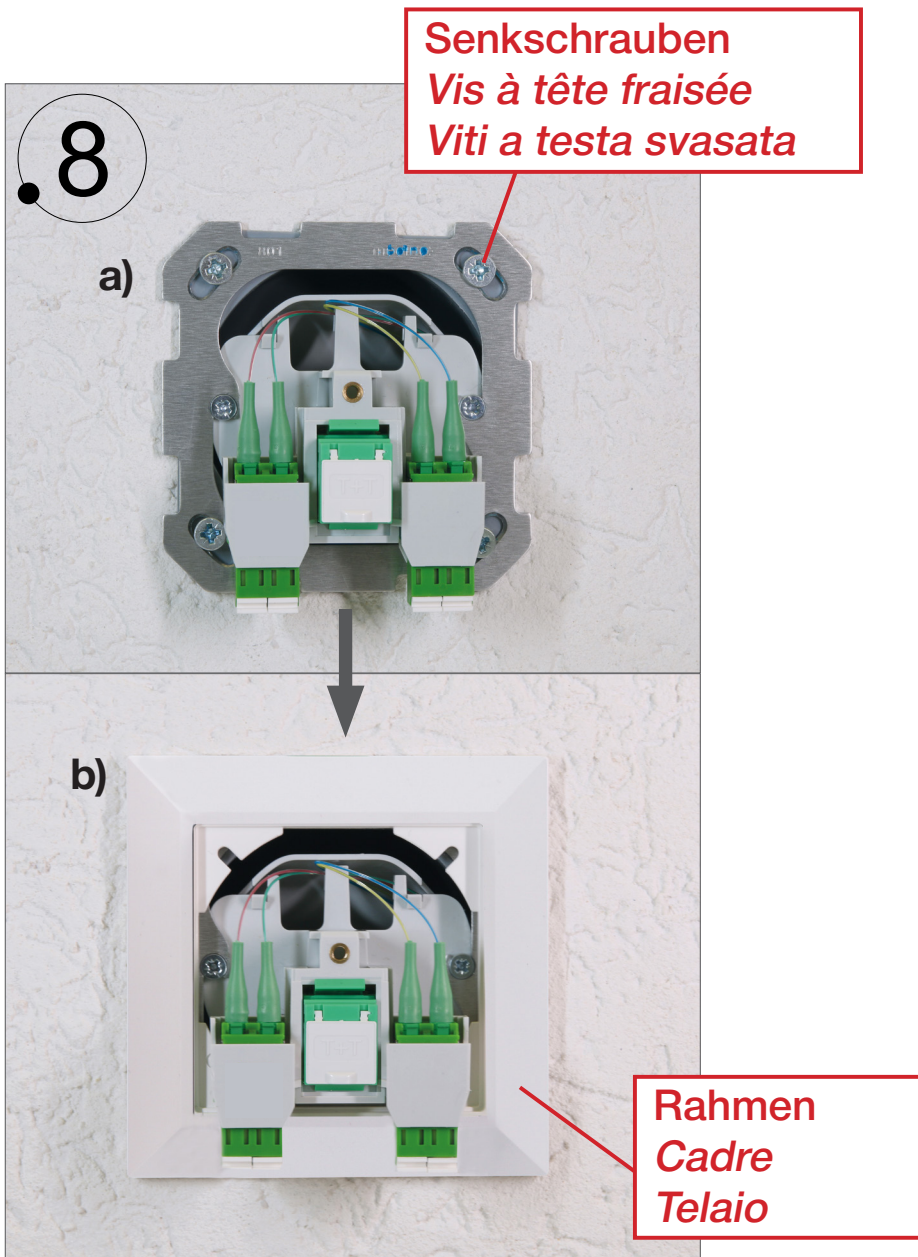 Senkschrauben
Vis à tête fraisée
Viti a testa svasata
.8
a)
b)
Rahmen
Cadre
Telaio